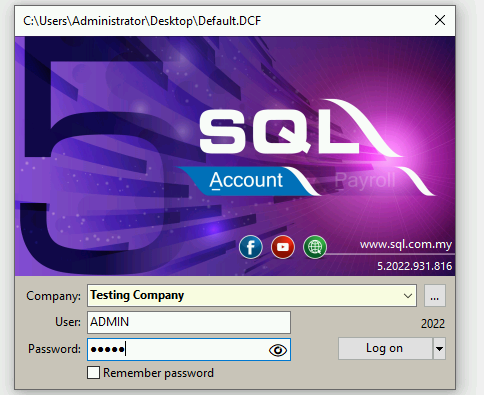 C:\Users\Administrator\Desktop\Default.DCF
5
SQL
Account Payroll
www.sql.com.my
5.2022.931.816
Company: Testing Company ...
User: ADMIN 2022
Password: ●●●●● Log on
Remember password